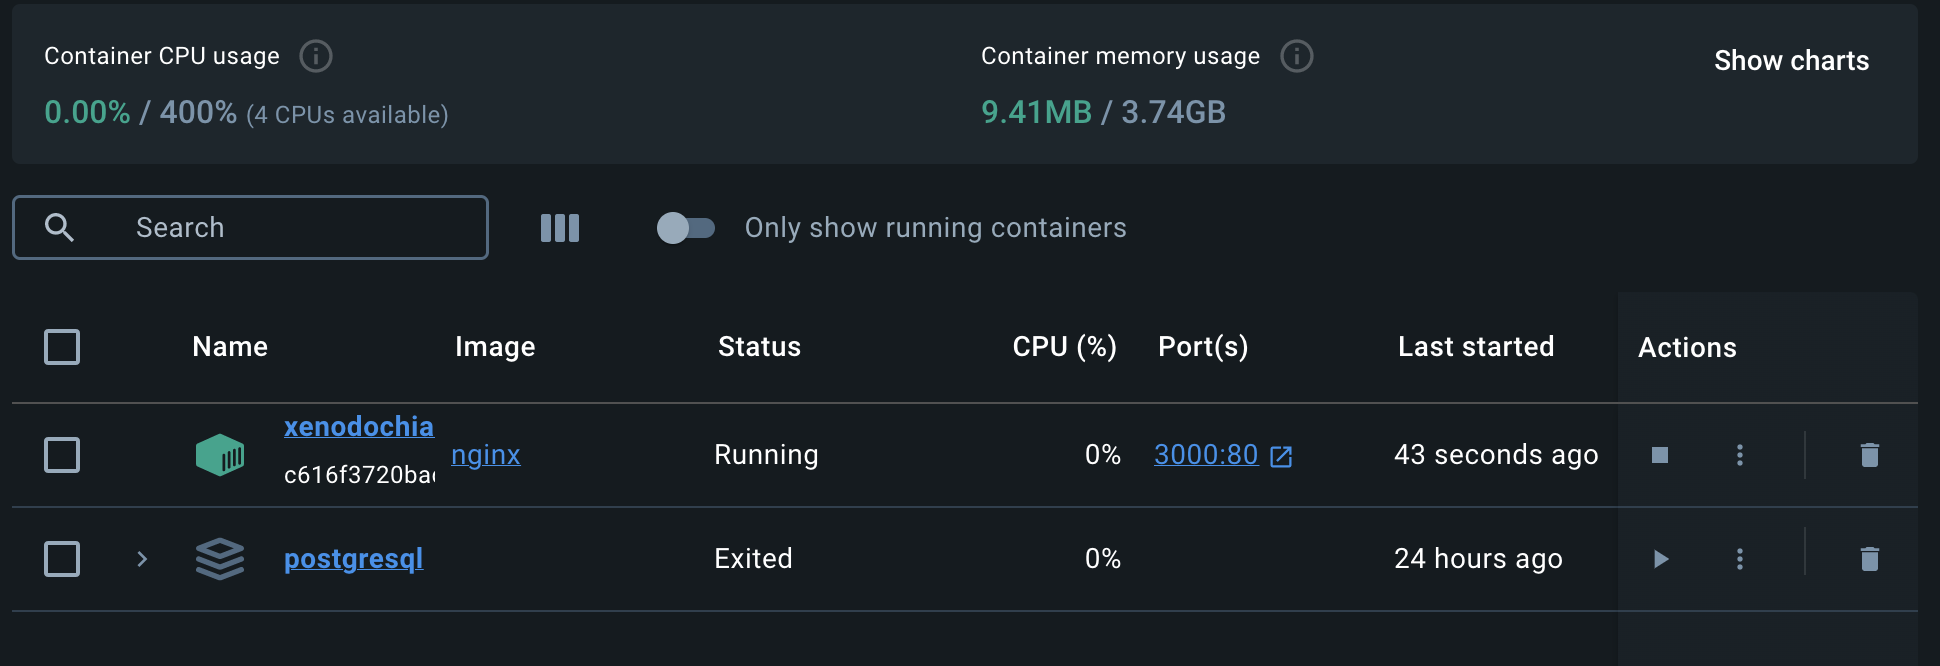 Container CPU usage
0.00% / 400% (4 CPUs available)
Container memory usage
9.41MB / 3.74GB
Show charts
Search
Only show running containers
Name Image Status CPU (%) Port(s) Last started Actions
xenodochia
nginx Running 0% 3000:80 43 seconds ago
c616f3720ba
postgresql Exited 0% 24 hours ago